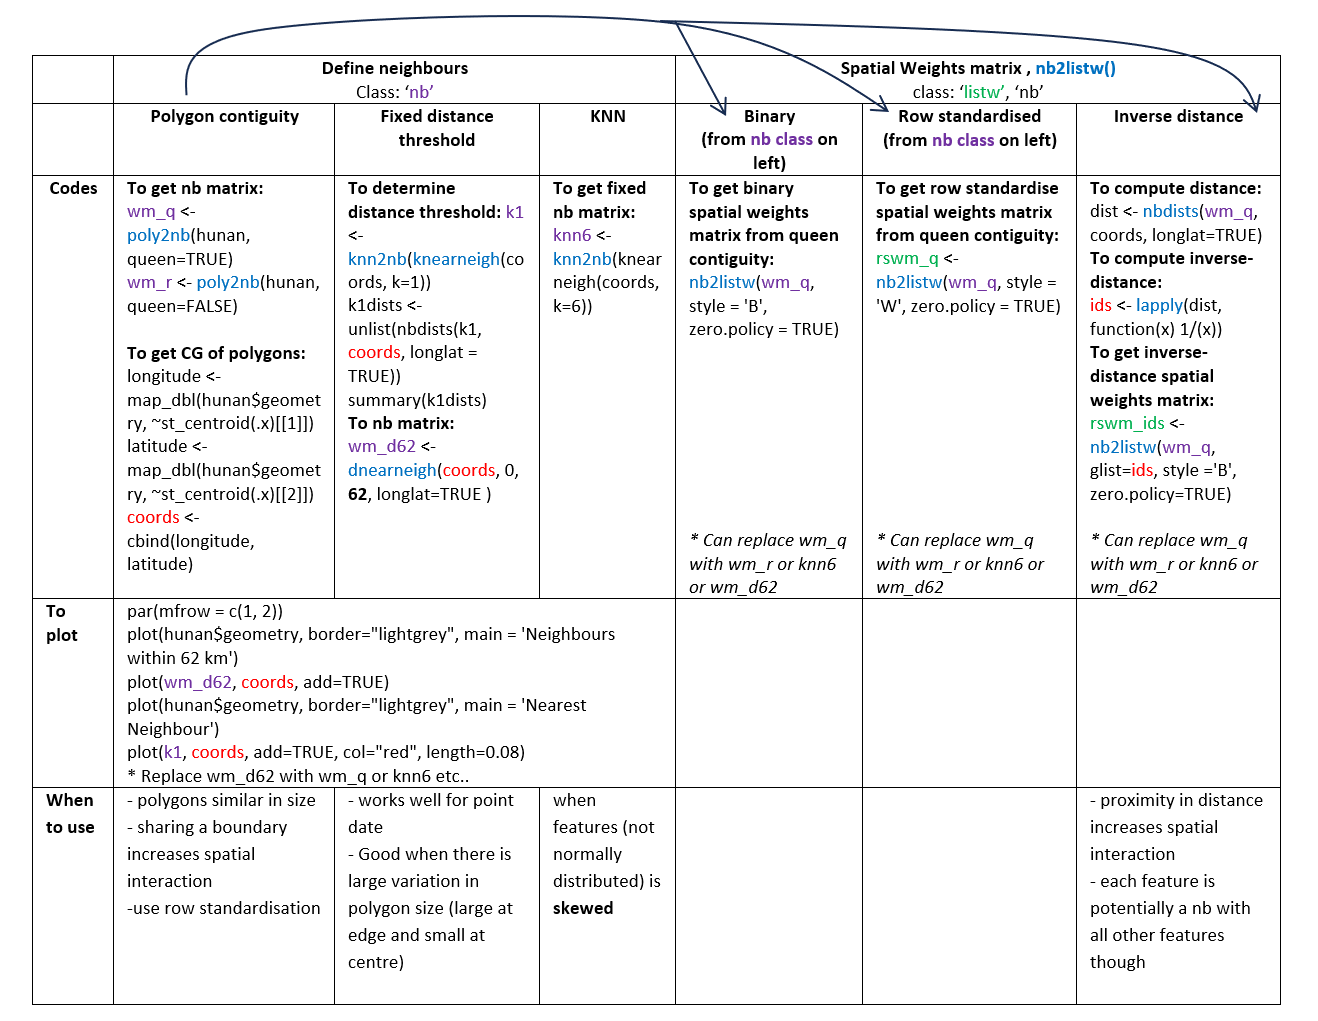 Define neighbours
Class: ‘nb’
Spatial Weights matrix , nb2listw()
class: ‘listw’, ‘nb’
Polygon contiguity
Fixed distance
threshold
KNN
Binary
(from nb class on
left)
Row standardised
(from nb class on left)
Inverse distance
Codes
To get nb matrix:
wm_q <-
poly2nb(hunan,
queen=TRUE)
wm_r <- poly2nb(hunan,
queen=FALSE)
To get CG of polygons:
longitude <-
map_dbl(hunan$geomet
ry, ~st_centroid(.x)[[1]])
latitude <-
map_dbl(hunan$geomet
ry, ~st_centroid(.x)[[2]])
coords <-
cbind(longitude,
latitude)
To determine
distance threshold: k1
<-
knn2nb(knearneigh(co
ords, k=1))
k1dists <-
unlist(nbdists(k1,
coords, longlat =
TRUE))
summary(k1dists)
To nb matrix:
wm_d62 <-
dnearneigh(coords, 0,
62, longlat=TRUE )
To get fixed
nb matrix:
knn6 <-
knn2nb(knear
neigh(coords,
k=6))
To get binary
spatial weights
matrix from queen
contiguity:
nb2listw(wm_q,
style = 'B',
zero.policy = TRUE)
* Can replace wm_q
with wm_r or knn6
or wm_d62
To get row standardise
spatial weights matrix
from queen contiguity:
rswm_q <-
nb2listw(wm_q, style =
'W', zero.policy = TRUE)
* Can replace wm_q
with wm_r or knn6 or
wm_d62
To compute distance:
dist <- nbdists(wm_q,
coords, longlat=TRUE)
To compute inverse-
distance:
ids <- lapply(dist,
function(x) 1/(x))
To get inverse-
distance spatial
weights matrix:
rswm_ids <-
nb2listw(wm_q,
glist=ids, style ='B',
zero.policy=TRUE)
* Can replace wm_q
with wm_r or knn6 or
wm_d62
To
plot
par(mfrow = c(1, 2))
plot(hunan$geometry, border="lightgrey", main = 'Neighbours
within 62 km')
plot(wm_d62, coords, add=TRUE)
plot(hunan$geometry, border="lightgrey", main = 'Nearest
Neighbour')
plot(k1, coords, add=TRUE, col="red", length=0.08)
* Replace wm_d62 with wm_q or knn6 etc..
When
to use
- polygons similar in size
- sharing a boundary
increases spatial
interaction
-use row standardisation
- works well for point
date
- Good when there is
large variation in
polygon size (large at
edge and small at
centre)
when
features (not
normally
distributed) is
skewed
- proximity in distance
increases spatial
interaction
- each feature is
potentially a nb with
all other features
though